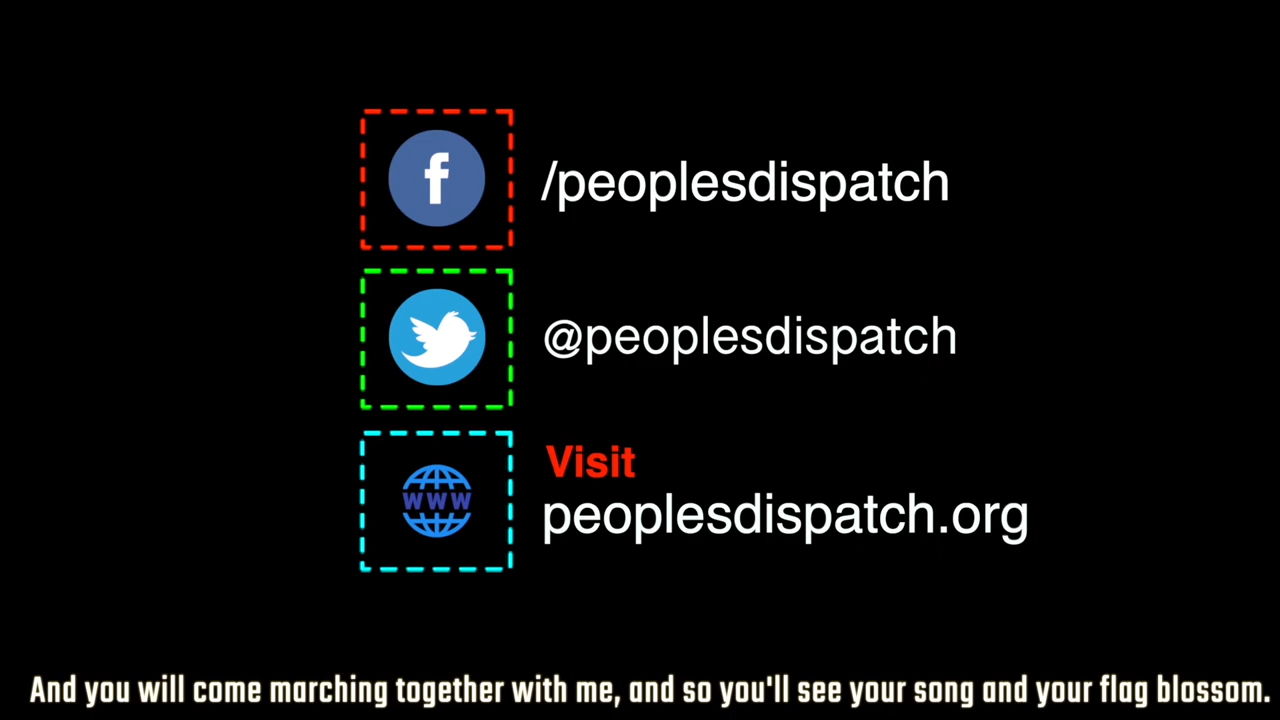 f
/peoplesdispatch
@peoplesdispatch
Visit
www
peoplesdispatch.org
And you will come marching together with me, and so you'll see your song and your flag blossom.